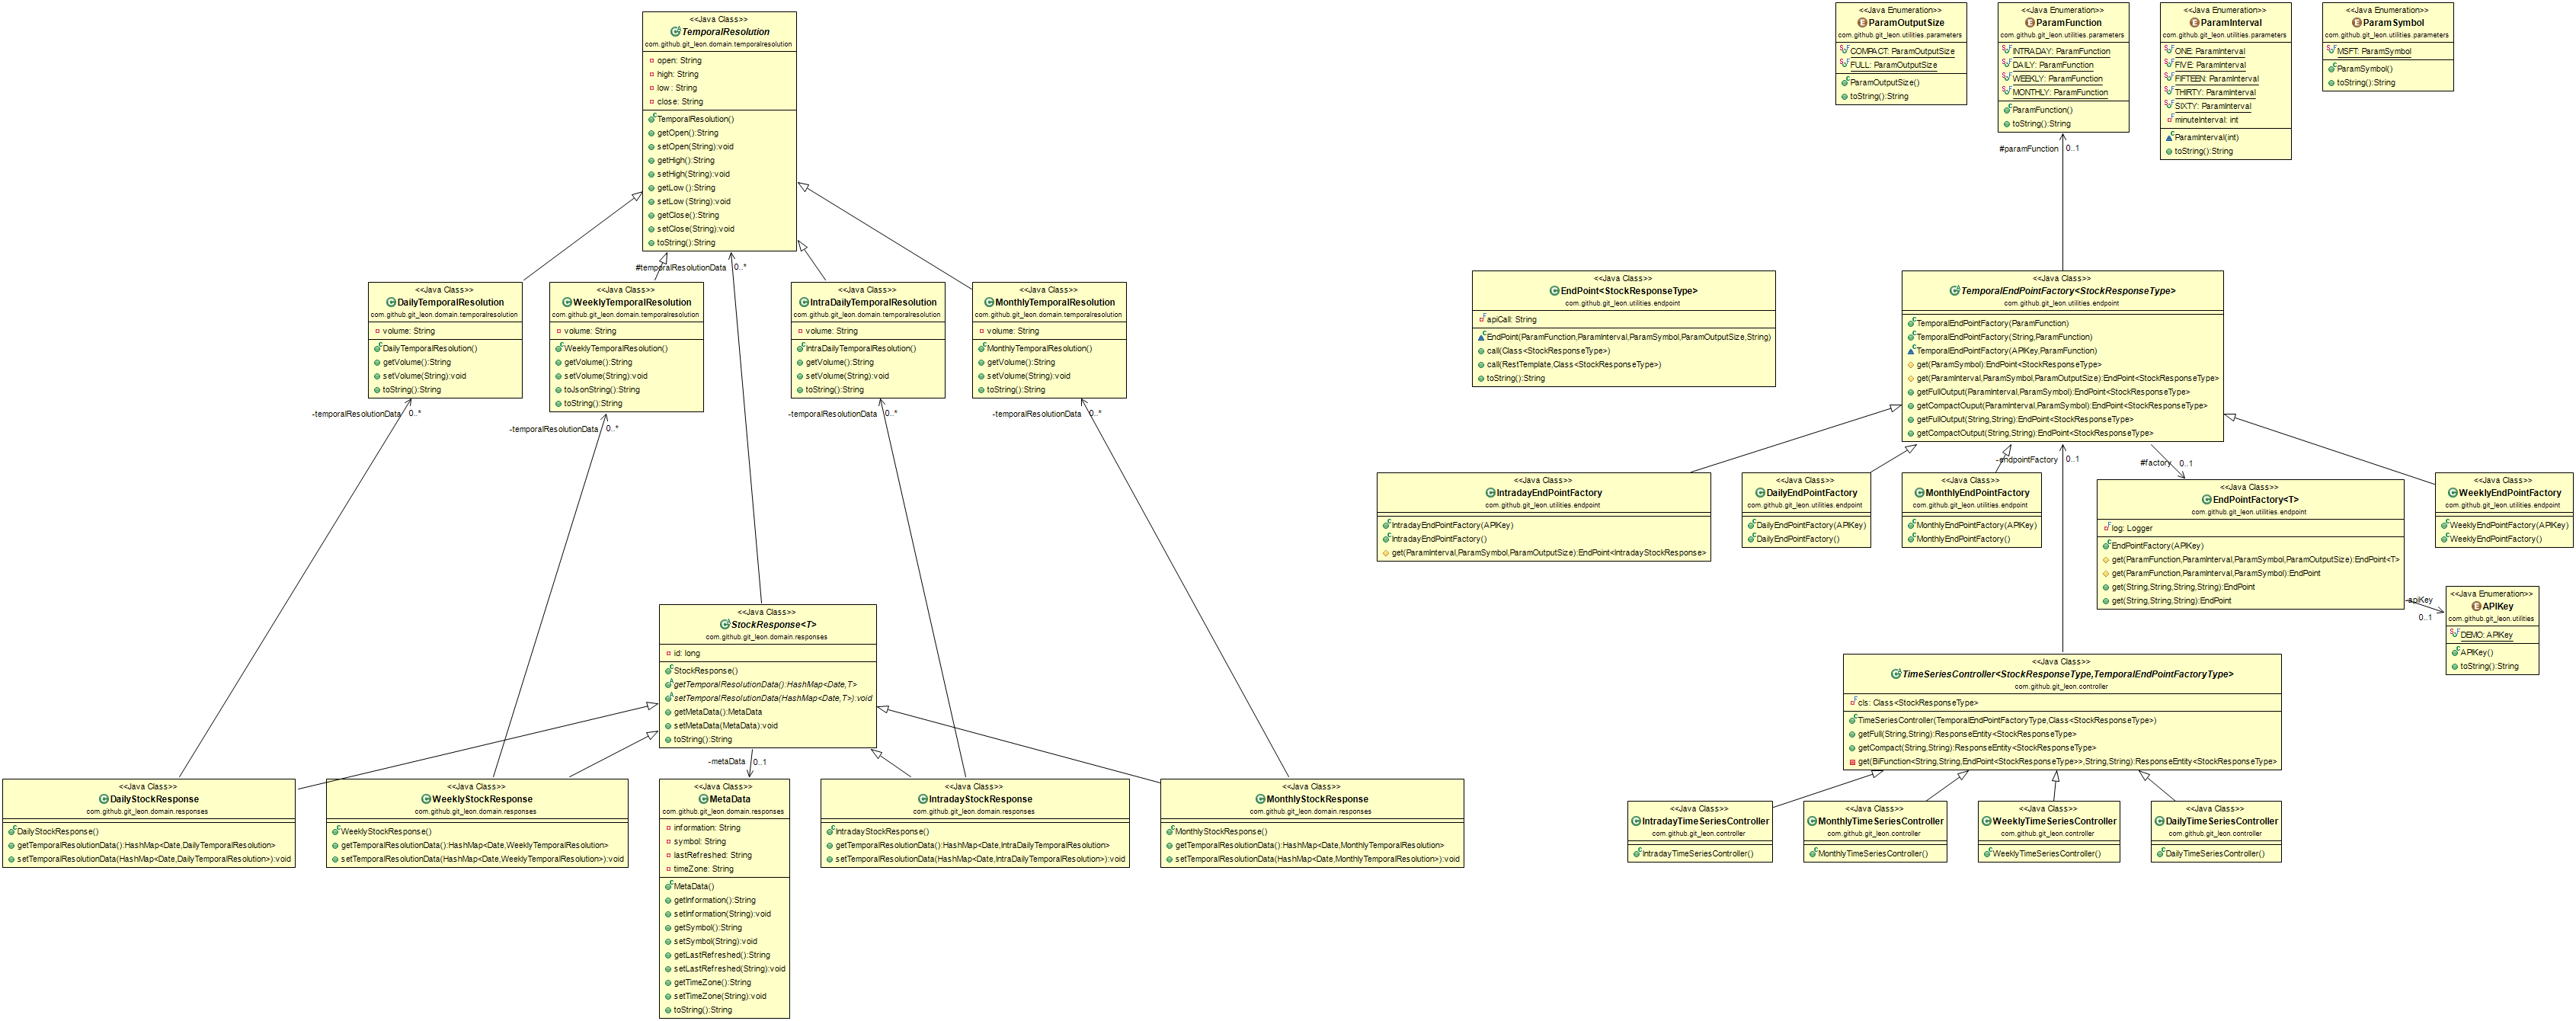 <<Java Class>>
TemporalResolution
com.github.git_leon.domain.temporalresolution
open: String
high: String
low: String
close: String
TemporalResolution()
getOpen():String
setOpen(String):void
getHigh():String
setHigh(String):void
getLow():String
setLow(String):void
getClose():String
setClose(String):void
toString():String
#temporalResolutionData 0..*
<<Java Class>>
DailyTemporalResolution
com.github.git_leon.domain.temporalresolution
volume: String
DailyTemporalResolution()
getVolume():String
setVolume(String):void
toString():String
-temporalResolutionData 0..*
<<Java Class>>
WeeklyTemporalResolution
com.github.git_leon.domain.temporalresolution
volume: String
WeeklyTemporalResolution()
getVolume():String
setVolume(String):void
toJsonString():String
toString():String
-temporalResolutionData 0..*
<<Java Class>>
IntraDailyTemporalResolution
com.github.git_leon.domain.temporalresolution
volume: String
IntraDailyTemporalResolution()
getVolume():String
setVolume(String):void
toString():String
-temporalResolutionData 0..*
<<Java Class>>
MonthlyTemporalResolution
com.github.git_leon.domain.temporalresolution
volume: String
MonthlyTemporalResolution()
getVolume():String
setVolume(String):void
toString():String
-temporalResolutionData 0..*
<<Java Class>>
StockResponse<T>
com.github.git_leon.domain.responses
id: long
StockResponse()
getTemporalResolutionData():HashMap<Date,T>
setTemporalResolutionData(HashMap<Date,T>):void
getMetaData():MetaData
setMetaData(MetaData):void
toString():String
-metaData 0..1
<<Java Class>>
DailyStockResponse
com.github.git_leon.domain.responses
DailyStockResponse()
getTemporalResolutionData():HashMap<Date,DailyTemporalResolution>
setTemporalResolutionData(HashMap<Date,DailyTemporalResolution>):void
<<Java Class>>
WeeklyStockResponse
com.github.git_leon.domain.responses
WeeklyStockResponse()
getTemporalResolutionData():HashMap<Date,WeeklyTemporalResolution>
setTemporalResolutionData(HashMap<Date,WeeklyTemporalResolution>):void
<<Java Class>>
MetaData
com.github.git_leon.domain.responses
information: String
symbol: String
lastRefreshed: String
timeZone: String
MetaData()
getInformation():String
setInformation(String):void
getSymbol():String
setSymbol(String):void
getLastRefreshed():String
setLastRefreshed(String):void
getTimeZone():String
setTimeZone(String):void
toString():String
<<Java Class>>
IntradayStockResponse
com.github.git_leon.domain.responses
IntradayStockResponse()
getTemporalResolutionData():HashMap<Date,IntraDailyTemporalResolution>
setTemporalResolutionData(HashMap<Date,IntraDailyTemporalResolution>):void
<<Java Class>>
MonthlyStockResponse
com.github.git_leon.domain.responses
MonthlyStockResponse()
getTemporalResolutionData():HashMap<Date,MonthlyTemporalResolution>
setTemporalResolutionData(HashMap<Date,MonthlyTemporalResolution>):void
<<Java Enumeration>>
ParamOutputSize
com.github.git_leon.utilities.parameters
COMPACT: ParamOutputSize
FULL: ParamOutputSize
ParamOutputSize()
toString():String
<<Java Enumeration>>
ParamFunction
com.github.git_leon.utilities.parameters
INTRADAY: ParamFunction
DAILY: ParamFunction
WEEKLY: ParamFunction
MONTHLY: ParamFunction
ParamFunction()
toString():String
#paramFunction 0..1
<<Java Enumeration>>
ParamInterval
com.github.git_leon.utilities.parameters
ONE: ParamInterval
FIVE: ParamInterval
FIFTEEN: ParamInterval
THIRTY: ParamInterval
SIXTY: ParamInterval
minuteInterval: int
ParamInterval(int)
toString():String
<<Java Enumeration>>
ParamSymbol
com.github.git_leon.utilities.parameters
MSFT: ParamSymbol
ParamSymbol()
toString():String
<<Java Class>>
EndPoint<StockResponseType>
com.github.git_leon.utilities.endpoint
apiCall: String
EndPoint(ParamFunction,ParamInterval,ParamSymbol,ParamOutputSize,String)
call(Class<StockResponseType>)
call(RestTemplate,Class<StockResponseType>)
toString():String
<<Java Class>>
TemporalEndPointFactory<StockResponseType>
com.github.git_leon.utilities.endpoint
TemporalEndPointFactory(ParamFunction)
TemporalEndPointFactory(String,ParamFunction)
TemporalEndPointFactory(APIKey,ParamFunction)
get(ParamSymbol):EndPoint<StockResponseType>
get(ParamInterval,ParamSymbol,ParamOutputSize):EndPoint<StockResponseType>
getFullOutput(ParamInterval,ParamSymbol):EndPoint<StockResponseType>
getCompactOuput(ParamInterval,ParamSymbol):EndPoint<StockResponseType>
getFullOutput(String,String):EndPoint<StockResponseType>
getCompactOutput(String,String):EndPoint<StockResponseType>
-endpointFactory 0..1
#factory 0..1
<<Java Class>>
IntradayEndPointFactory
com.github.git_leon.utilities.endpoint
IntradayEndPointFactory(APIKey)
IntradayEndPointFactory()
get(ParamInterval,ParamSymbol,ParamOutputSize):EndPoint<IntradayStockResponse>
<<Java Class>>
DailyEndPointFactory
com.github.git_leon.utilities.endpoint
DailyEndPointFactory(APIKey)
DailyEndPointFactory()
<<Java Class>>
MonthlyEndPointFactory
com.github.git_leon.utilities.endpoint
MonthlyEndPointFactory(APIKey)
MonthlyEndPointFactory()
<<Java Class>>
EndPointFactory<T>
com.github.git_leon.utilities.endpoint
log: Logger
EndPointFactory(APIKey)
get(ParamFunction,ParamInterval,ParamSymbol,ParamOutputSize):EndPoint<T>
get(ParamFunction,ParamInterval,ParamSymbol):EndPoint
get(String,String,String,String):EndPoint
get(String,String,String):EndPoint
-apiKey
0..1
<<Java Class>>
WeeklyEndPointFactory
com.github.git_leon.utilities.endpoint
WeeklyEndPointFactory(APIKey)
WeeklyEndPointFactory()
<<Java Enumeration>>
APIKey
com.github.git_leon.utilities
DEMO: APIKey
APIKey()
toString():String
<<Java Class>>
TimeSeriesController<StockResponseType,TemporalEndPointFactoryType>
com.github.git_leon.controller
cls: Class<StockResponseType>
TimeSeriesController(TemporalEndPointFactoryType,Class<StockResponseType>)
getFull(String,String):ResponseEntity<StockResponseType>
getCompact(String,String):ResponseEntity<StockResponseType>
get(BiFunction<String,String,EndPoint<StockResponseType>>,String,String):ResponseEntity<StockResponseType>
<<Java Class>>
IntradayTimeSeriesController
com.github.git_leon.controller
IntradayTimeSeriesController()
<<Java Class>>
MonthlyTimeSeriesController
com.github.git_leon.controller
MonthlyTimeSeriesController()
<<Java Class>>
WeeklyTimeSeriesController
com.github.git_leon.controller
WeeklyTimeSeriesController()
<<Java Class>>
DailyTimeSeriesController
com.github.git_leon.controller
DailyTimeSeriesController()